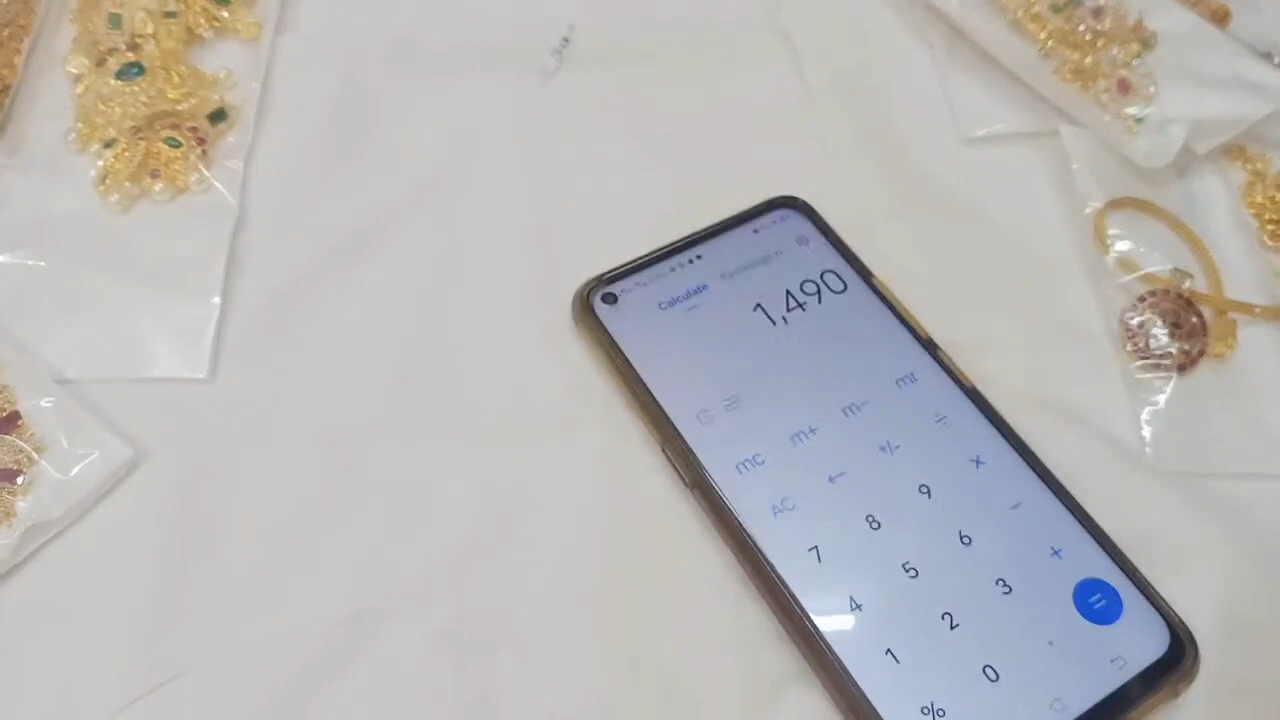 Calculate
1,490
mc m+ m- mr
AC ← +/- ÷
7 8 9 ×
4 5 6 −
1 2 3 +
% 0 . =